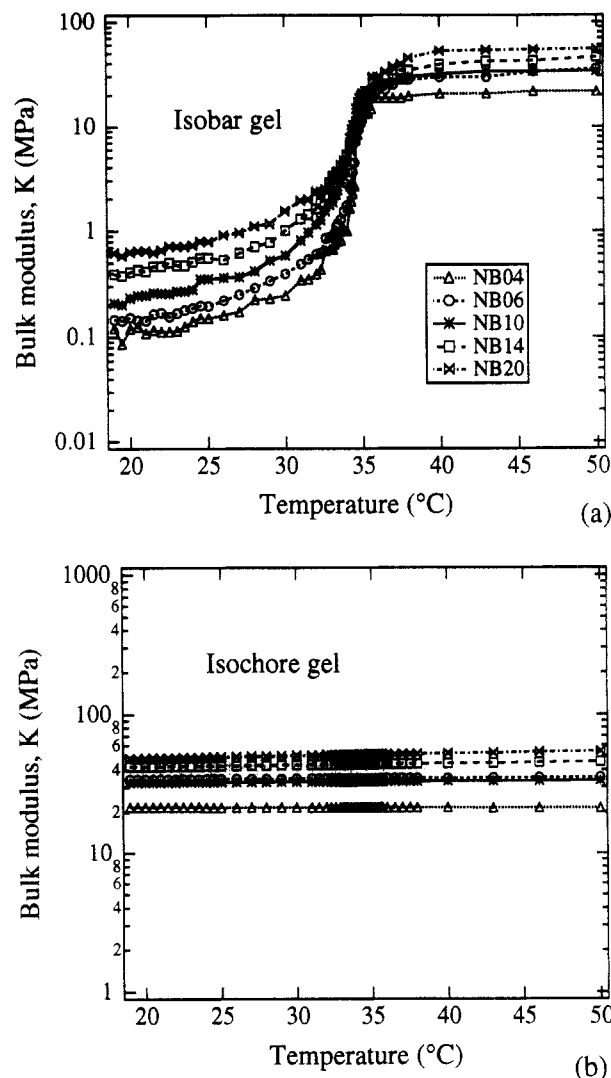 100
10
1
0.1
0.01
Bulk modulus, K (MPa)
Isobar gel
NB04
NB06
NB10
NB14
NB20
20 25 30 35 40 45 50
Temperature (°C)
(a)
1000
8
6
4
2
100
8
6
4
2
10
8
6
4
2
1
Bulk modulus, K (MPa)
Isochore gel
20 25 30 35 40 45 50
Temperature (°C)
(b)